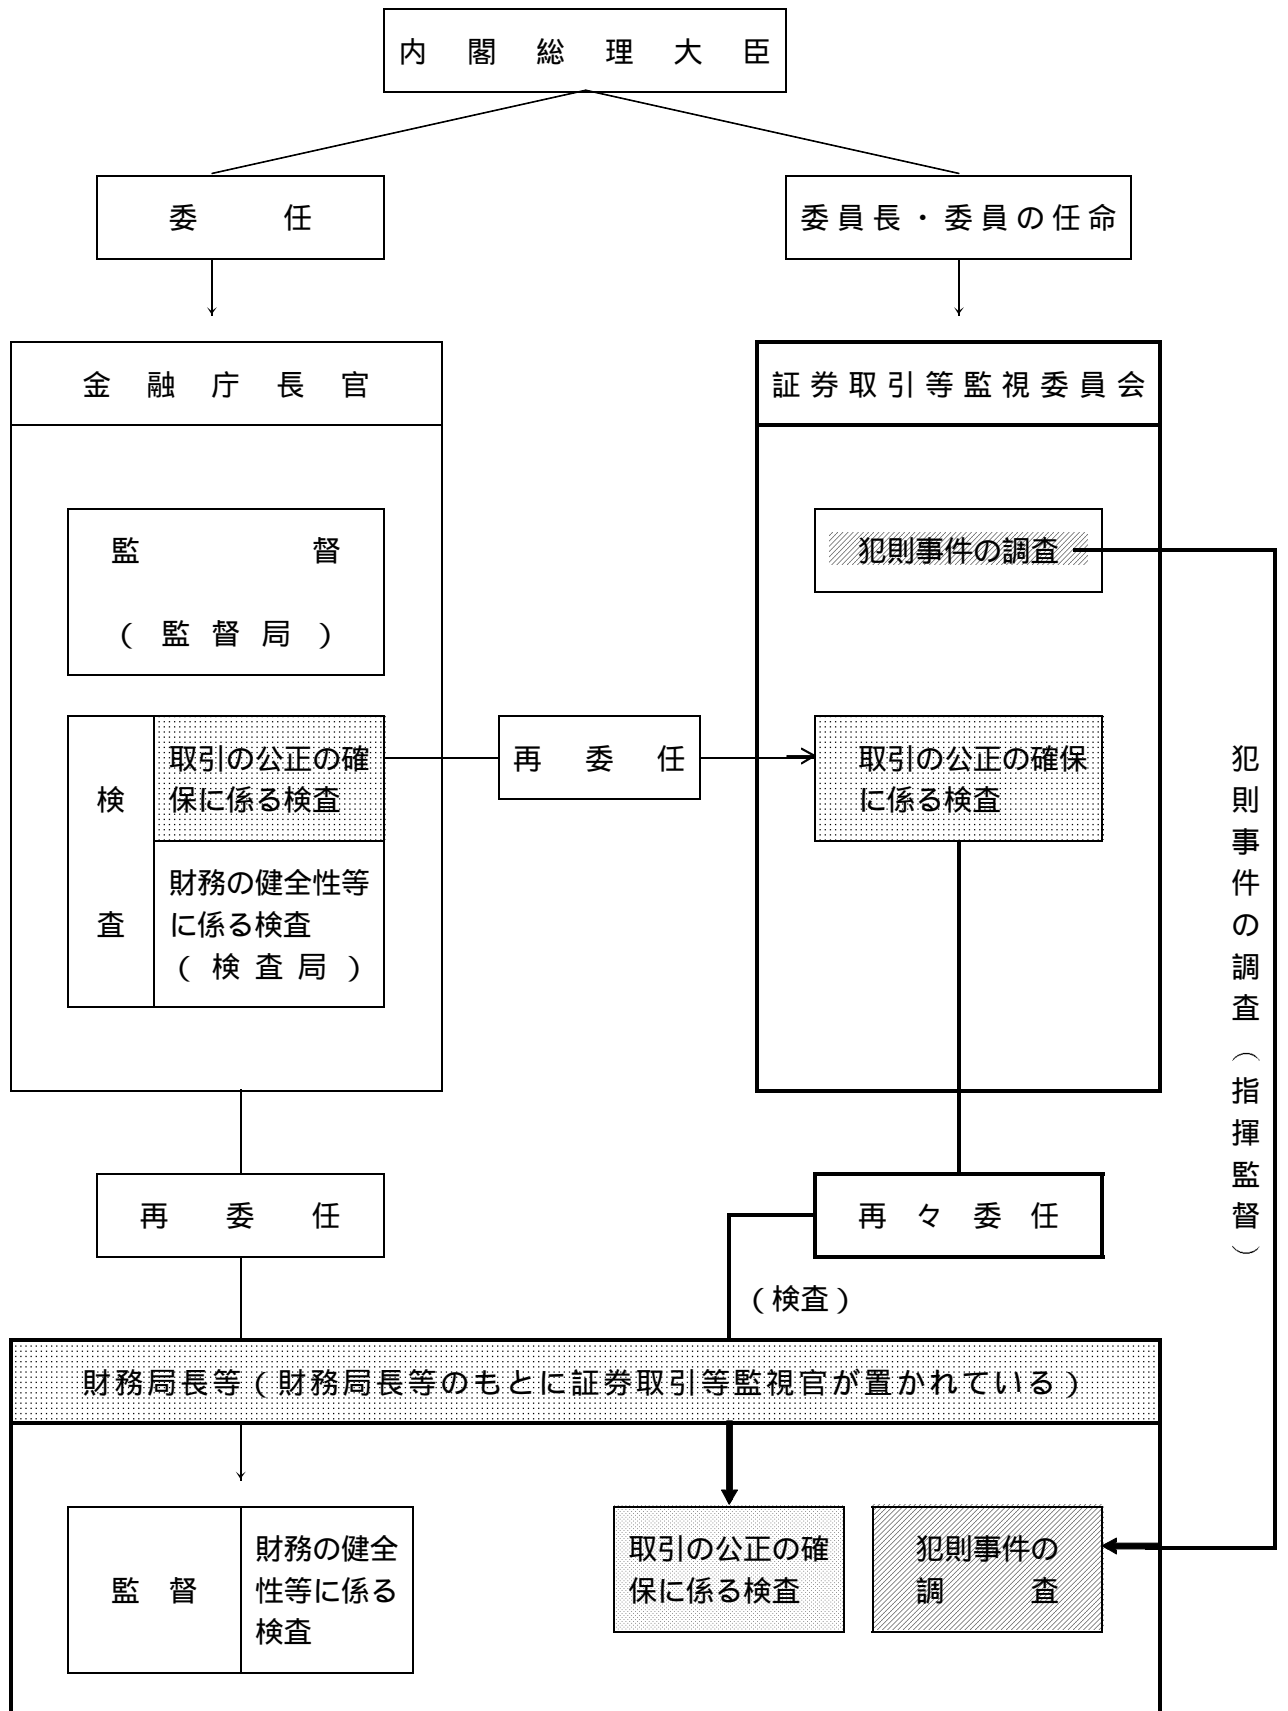 内閣総理大臣
委任
委員長・委員の任命
金融庁長官
証券取引等監視委員会
監督
(監督局)
犯則事件の調査
検査
取引の公正の確
保に係る検査
財務の健全性等
に係る検査
(検査局)
再委任
取引の公正の確保
に係る検査
犯則事件の調査(指揮監督)
再委任
再々委任
(検査)
財務局長等(財務局長等のもとに証券取引等監視官が置かれている)
監督
財務の健全
性等に係る
検査
取引の公正の確
保に係る検査
犯則事件の
調査